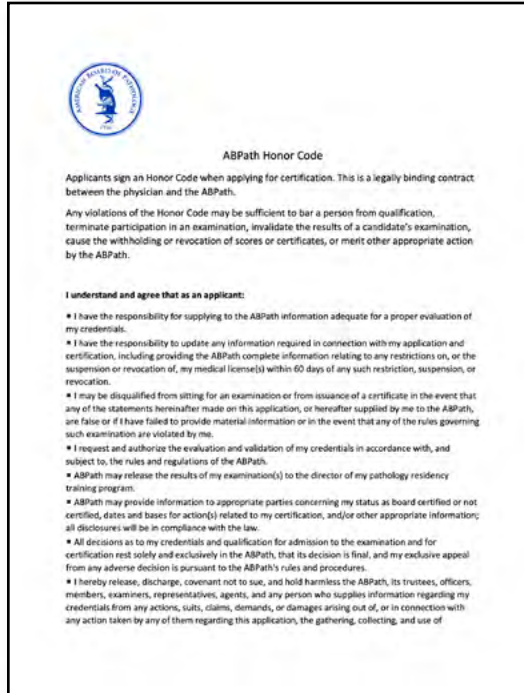 AMERICAN BOARD OF PATHOLOGY
1936
ABPath Honor Code
Applicants sign an Honor Code when applying for certification. This is a legally binding contract
between the physician and the ABPath.
Any violations of the Honor Code may be sufficient to bar a person from qualification,
terminate participation in an examination, invalidate the results of a candidate's examination,
cause the withholding or revocation of scores or certificates, or merit other appropriate action
by the ABPath.
I understand and agree that as an applicant:
▪ I have the responsibility for supplying to the ABPath information adequate for a proper evaluation of
my credentials.
▪ I have the responsibility to update any information required in connection with my application and
certification, including providing the ABPath complete information relating to any restrictions on, or the
suspension or revocation of, my medical license(s) within 60 days of any such restriction, suspension, or
revocation.
▪ I may be disqualified from sitting for an examination or from issuance of a certificate in the event that
any of the statements hereinafter made on this application, or hereafter supplied by me to the ABPath,
are false or if I have failed to provide material information or in the event that any of the rules governing
such examination are violated by me.
▪ I request and authorize the evaluation and validation of my credentials in accordance with, and
subject to, the rules and regulations of the ABPath.
▪ ABPath may release the results of my examination(s) to the director of my pathology residency
training program.
▪ ABPath may provide information to appropriate parties concerning my status as board certified or not
certified, dates and bases for action(s) related to my certification, and/or other appropriate information;
all disclosures will be in compliance with the law.
▪ All decisions as to my credentials and qualification for admission to the examination and for
certification rest solely and exclusively in the ABPath, that its decision is final, and my exclusive appeal
from any adverse decision is pursuant to the ABPath's rules and procedures.
▪ I hereby release, discharge, covenant not to sue, and hold harmless the ABPath, its trustees, officers,
members, examiners, representatives, agents, and any person who supplies information regarding my
credentials from any actions, suits, claims, demands, or damages arising out of, or in connection with
any action taken by any of them regarding this application, the gathering, collecting, and use of